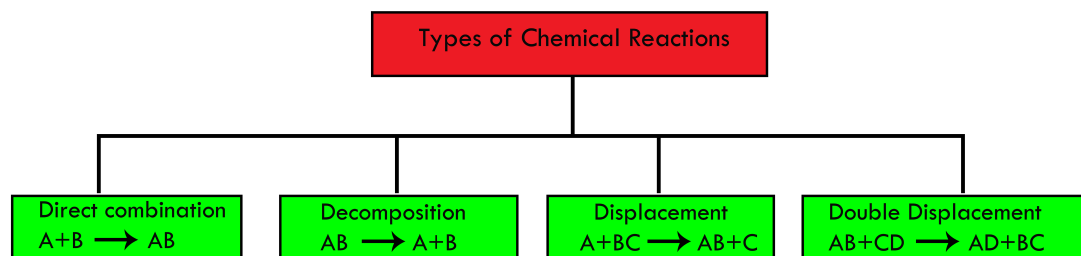 Types of Chemical Reactions
Direct combination
A+B ⟶ AB
Decomposition
AB ⟶ A+B
Displacement
A+BC ⟶ AB+C
Double Displacement
AB+CD ⟶ AD+BC